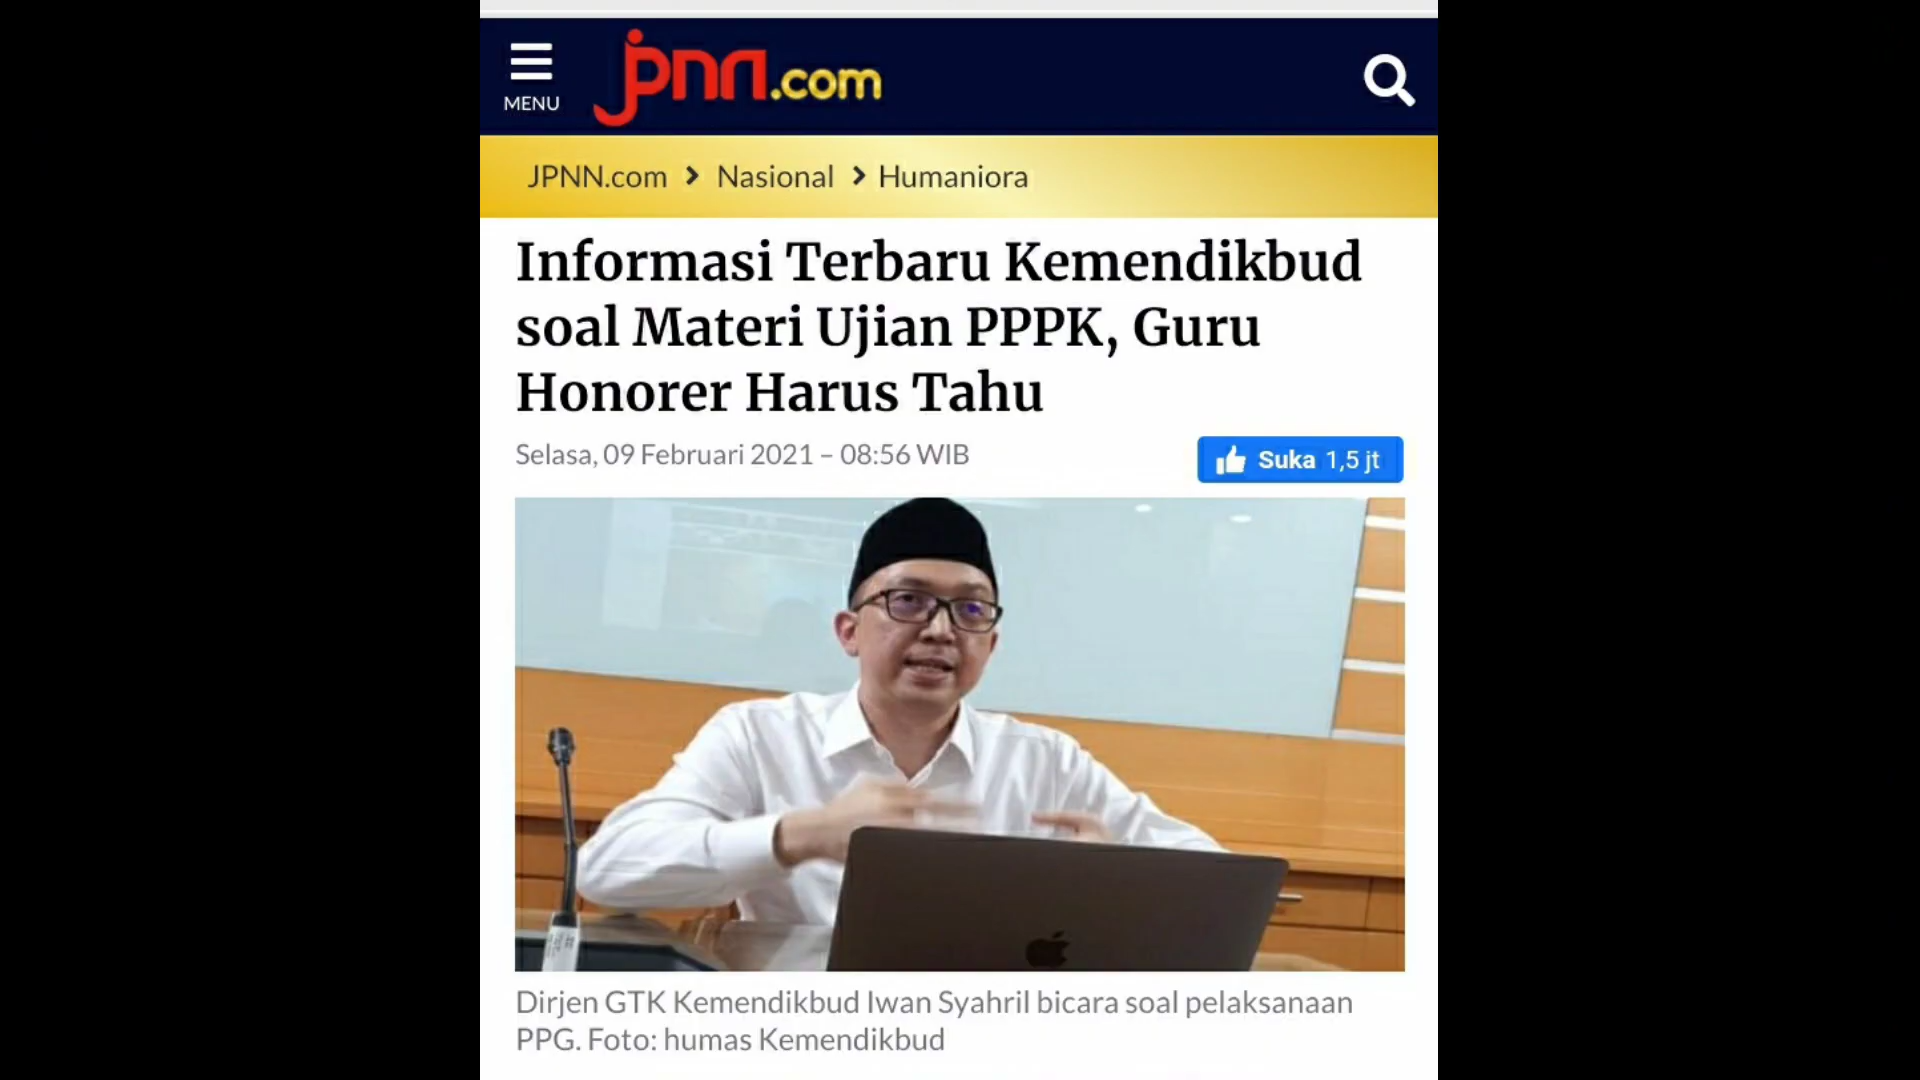 MENU
jpnn.com
JPNN.com > Nasional > Humaniora
Informasi Terbaru Kemendikbud
soal Materi Ujian PPPK, Guru
Honorer Harus Tahu
Selasa, 09 Februari 2021 – 08:56 WIB
Suka 1,5 jt
Dirjen GTK Kemendikbud Iwan Syahril bicara soal pelaksanaan
PPG. Foto: humas Kemendikbud